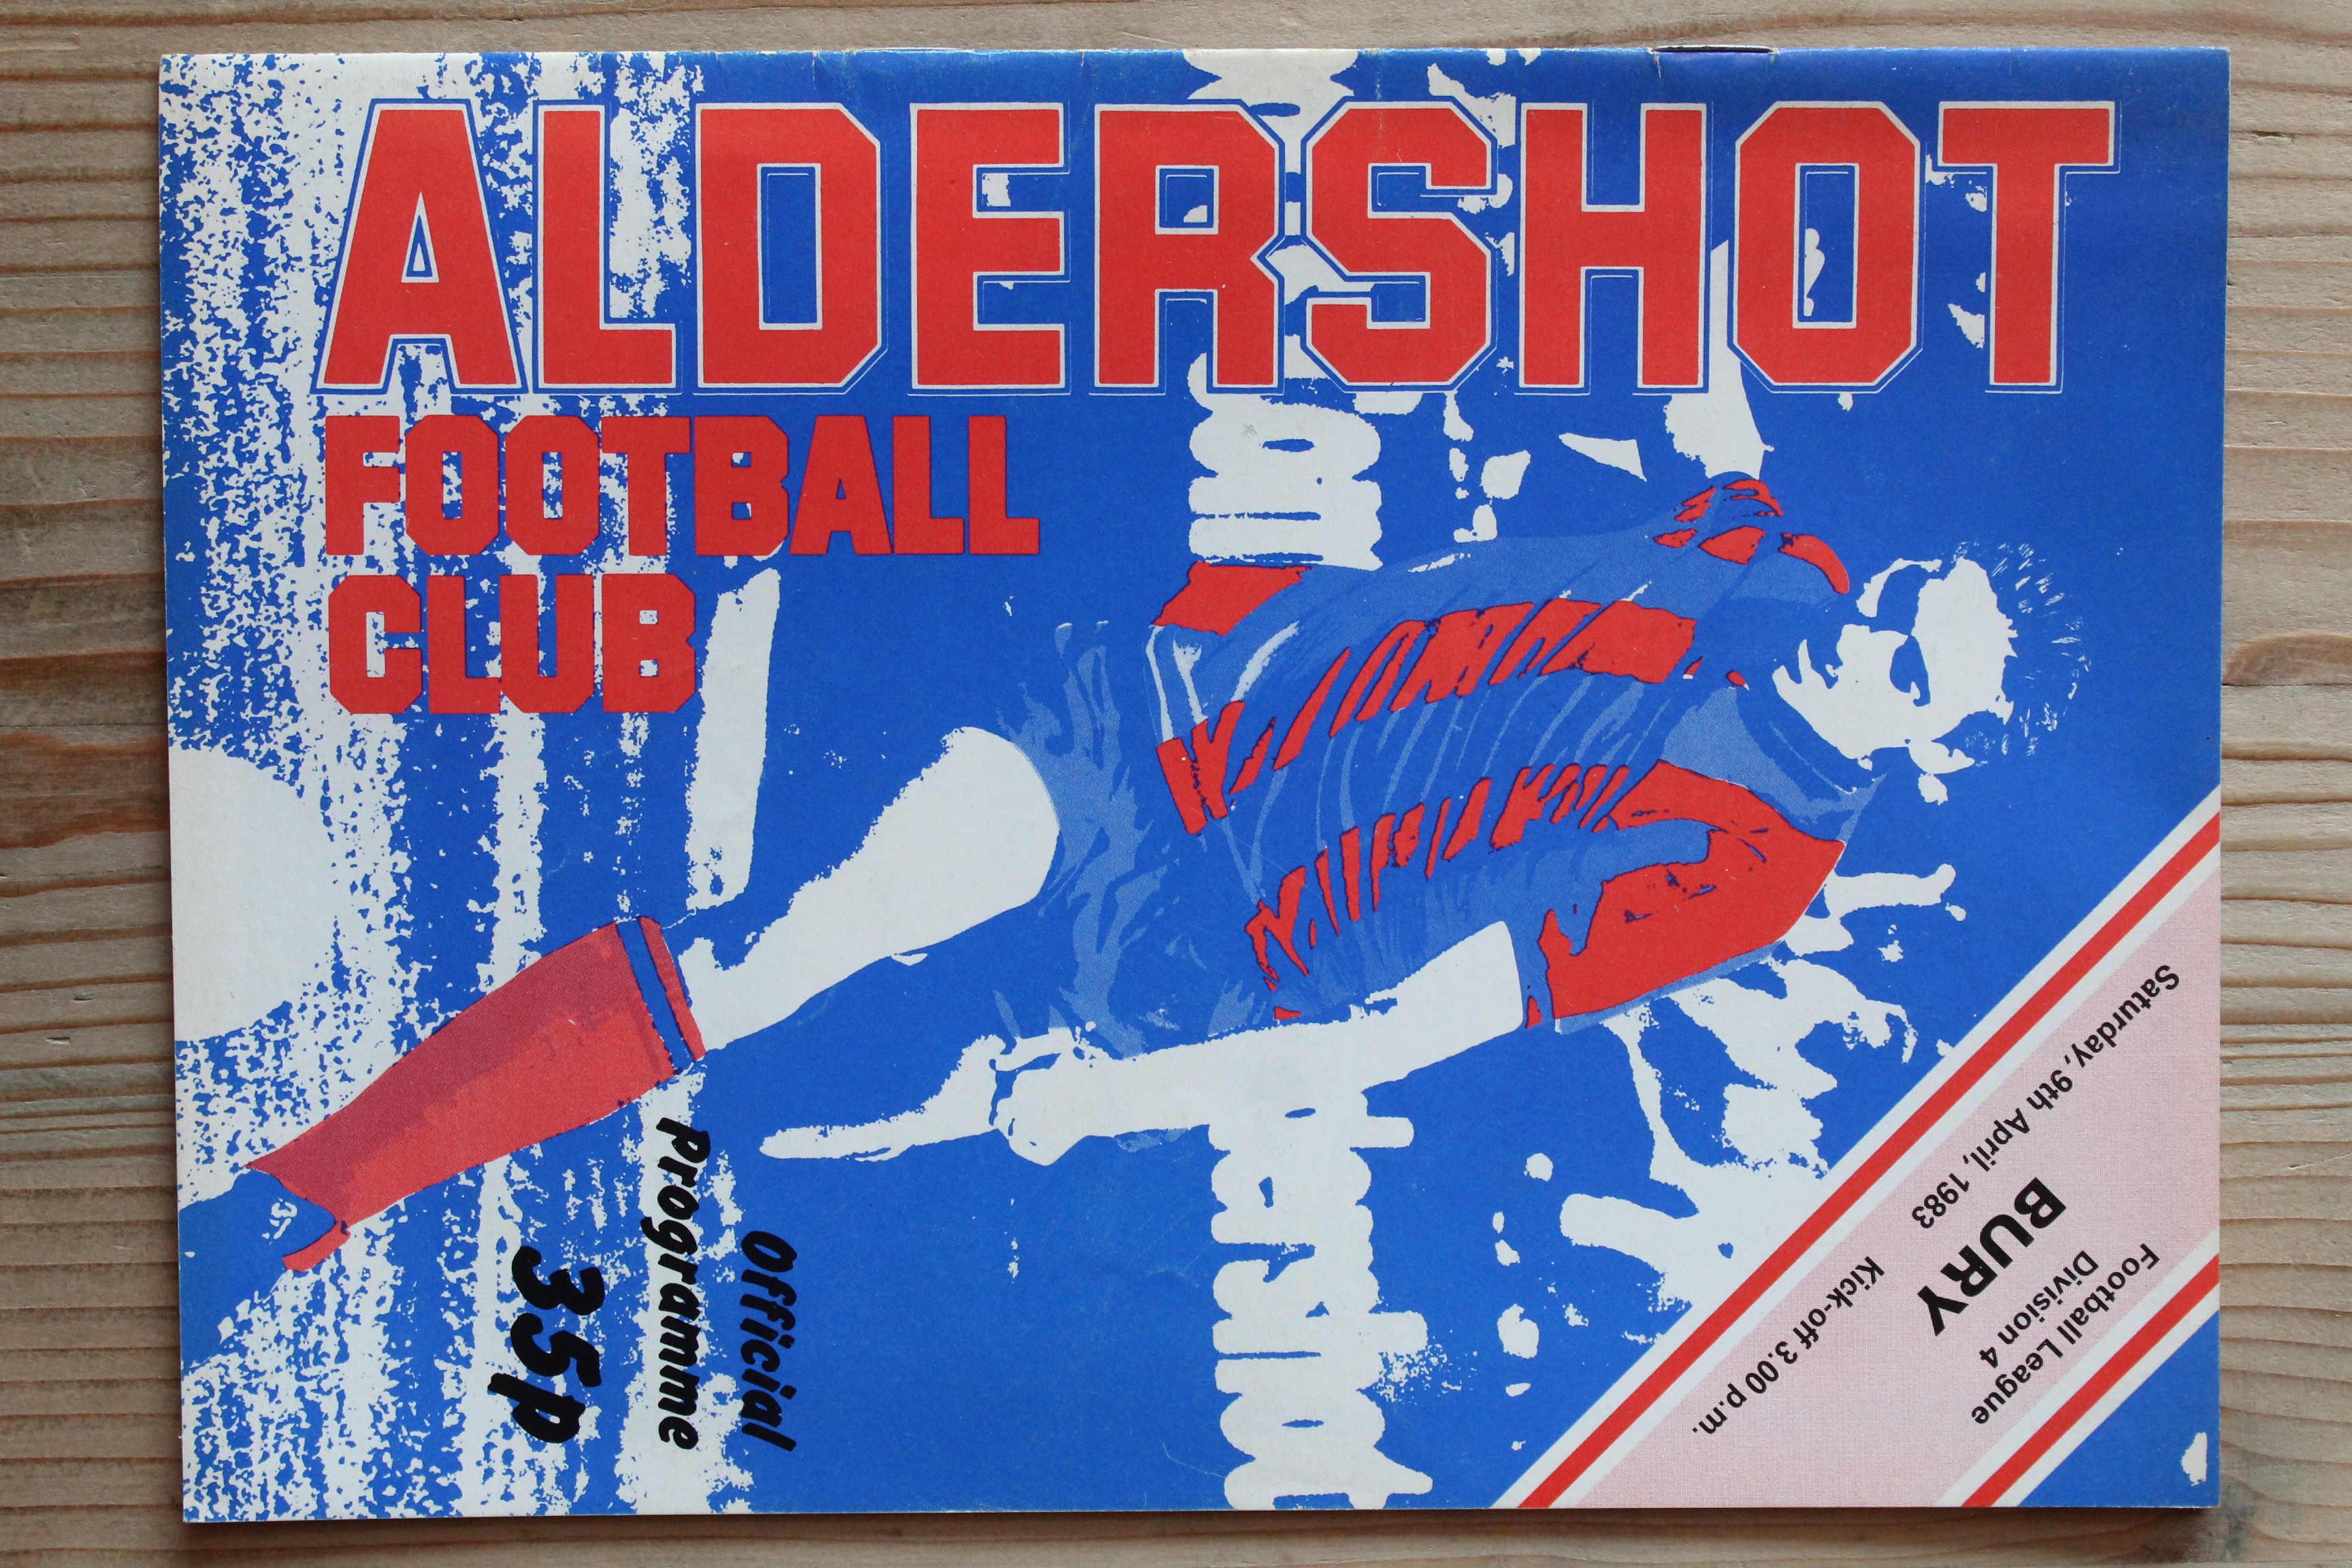 ALDERSHOT
FOOTBALL
CLUB
Football League
Division 4
BURY
Saturday, 9th April, 1983
Kick-off 3.00 p.m.
Official
Programme
35p
dershot